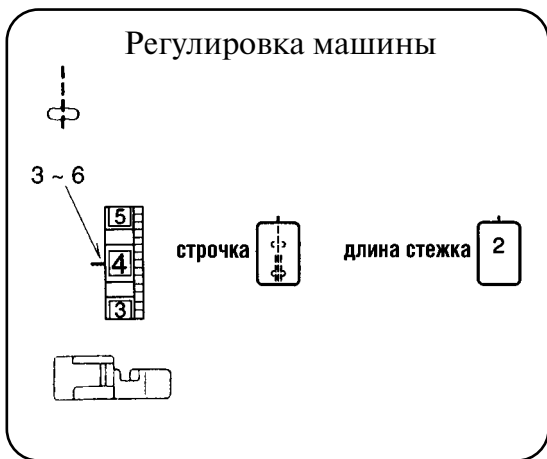 Регулировка машины
3 ~ 6
5
4
3
строчка
длина стежка 2